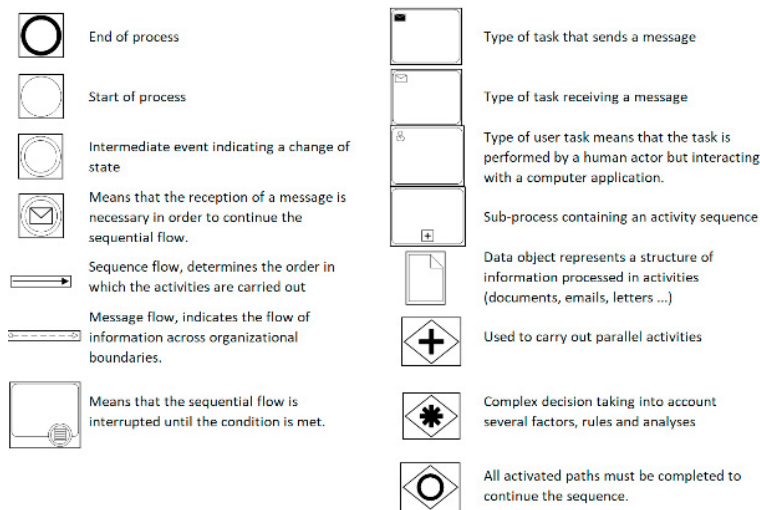 End of process
Start of process
Intermediate event indicating a change of
state
Means that the reception of a message is
necessary in order to continue the
sequential flow.
Sequence flow, determines the order in
which the activities are carried out
Message flow, indicates the flow of
information across organizational
boundaries.
Means that the sequential flow is
interrupted until the condition is met.
Type of task that sends a message
Type of task receiving a message
Type of user task means that the task is
performed by a human actor but interacting
with a computer application.
Sub-process containing an activity sequence
Data object represents a structure of
information processed in activities
(documents, emails, letters ...)
Used to carry out parallel activities
Complex decision taking into account
several factors, rules and analyses
All activated paths must be completed to
continue the sequence.